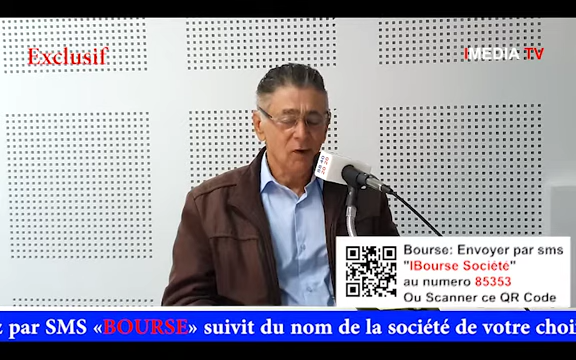 Exclusif
IMEDIA TV
Bourse: Envoyer par sms
"IBourse Société"
au numero 85353
Ou Scanner ce QR Code
z par SMS «BOURSE» suivit du nom de la société de votre choi